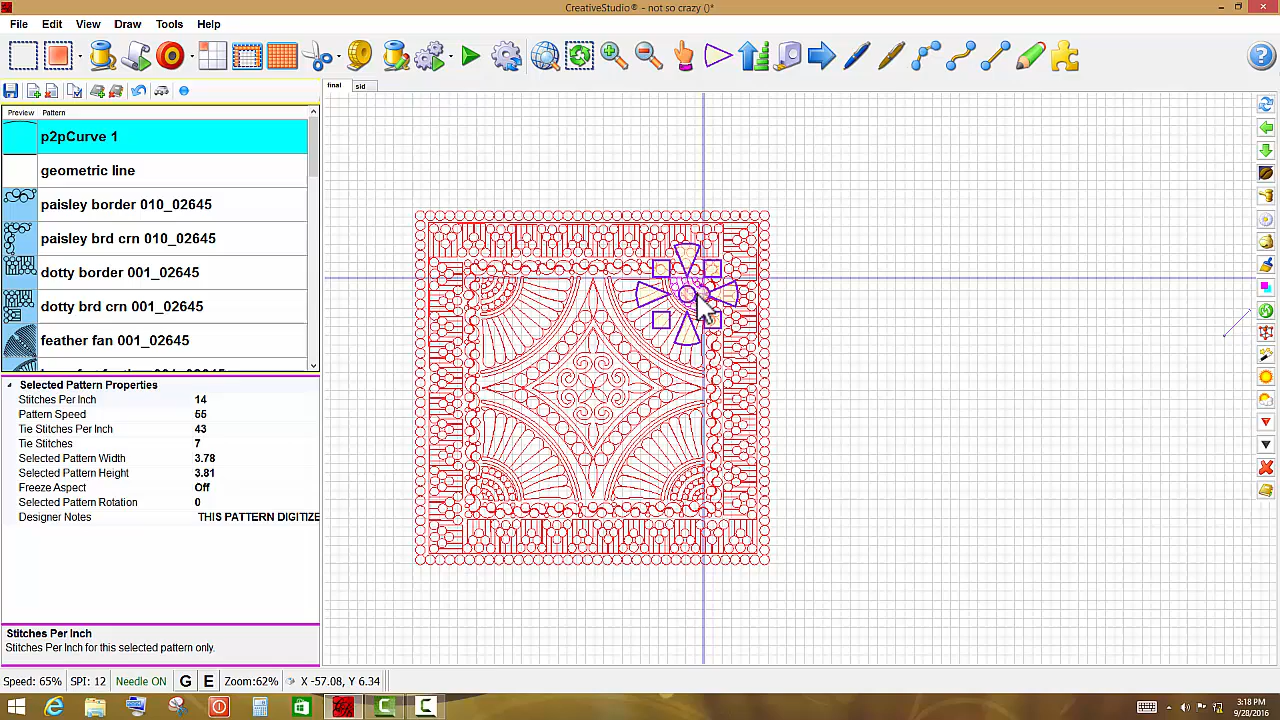 CreativeStudio® - not so crazy ()*
File Edit View Draw Tools Help
final sid
Preview Pattern
p2pCurve 1
geometric line
paisley border 010_02645
paisley brd crn 010_02645
dotty border 001_02645
dotty brd crn 001_02645
feather fan 001_02645
Selected Pattern Properties
Stitches Per Inch 14
Pattern Speed 55
Tie Stitches Per Inch 43
Tie Stitches 7
Selected Pattern Width 3.78
Selected Pattern Height 3.81
Freeze Aspect Off
Selected Pattern Rotation 0
Designer Notes THIS PATTERN DIGITIZE
Stitches Per Inch
Stitches Per Inch for this selected pattern only.
Speed: 65% SPI: 12 Needle ON G E Zoom:62% X -57.08, Y 6.34
3:18 PM
9/28/2016